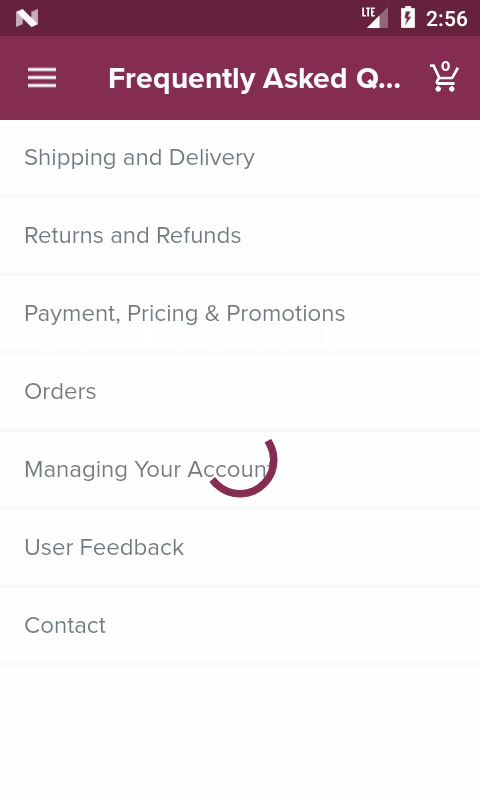 LTE 2:56
Frequently Asked Q... 0
Shipping and Delivery
Returns and Refunds
Payment, Pricing & Promotions
Orders
Managing Your Account
User Feedback
Contact